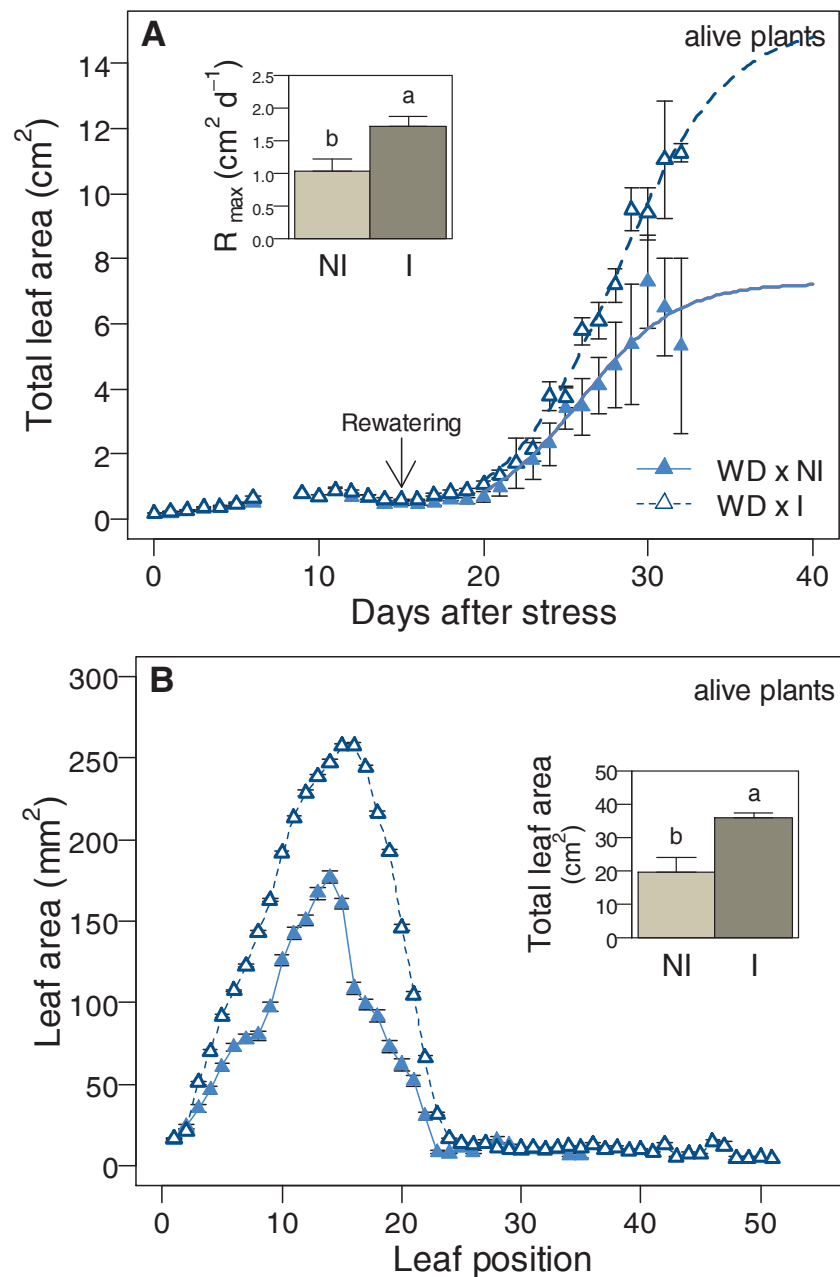 A
alive plants
Total leaf area (cm²)
14
12
10
8
6
4
2
0
R max (cm² d⁻¹)
2.5
2.0
1.5
1.0
0.5
0.0
b
a
NI
I
Rewatering
WD x NI
WD x I
0
10
20
30
40
Days after stress
B
alive plants
Leaf area (mm²)
300
250
200
150
100
50
0
Total leaf area
(cm²)
50
40
30
20
10
0
b
a
NI
I
0
10
20
30
40
50
Leaf position